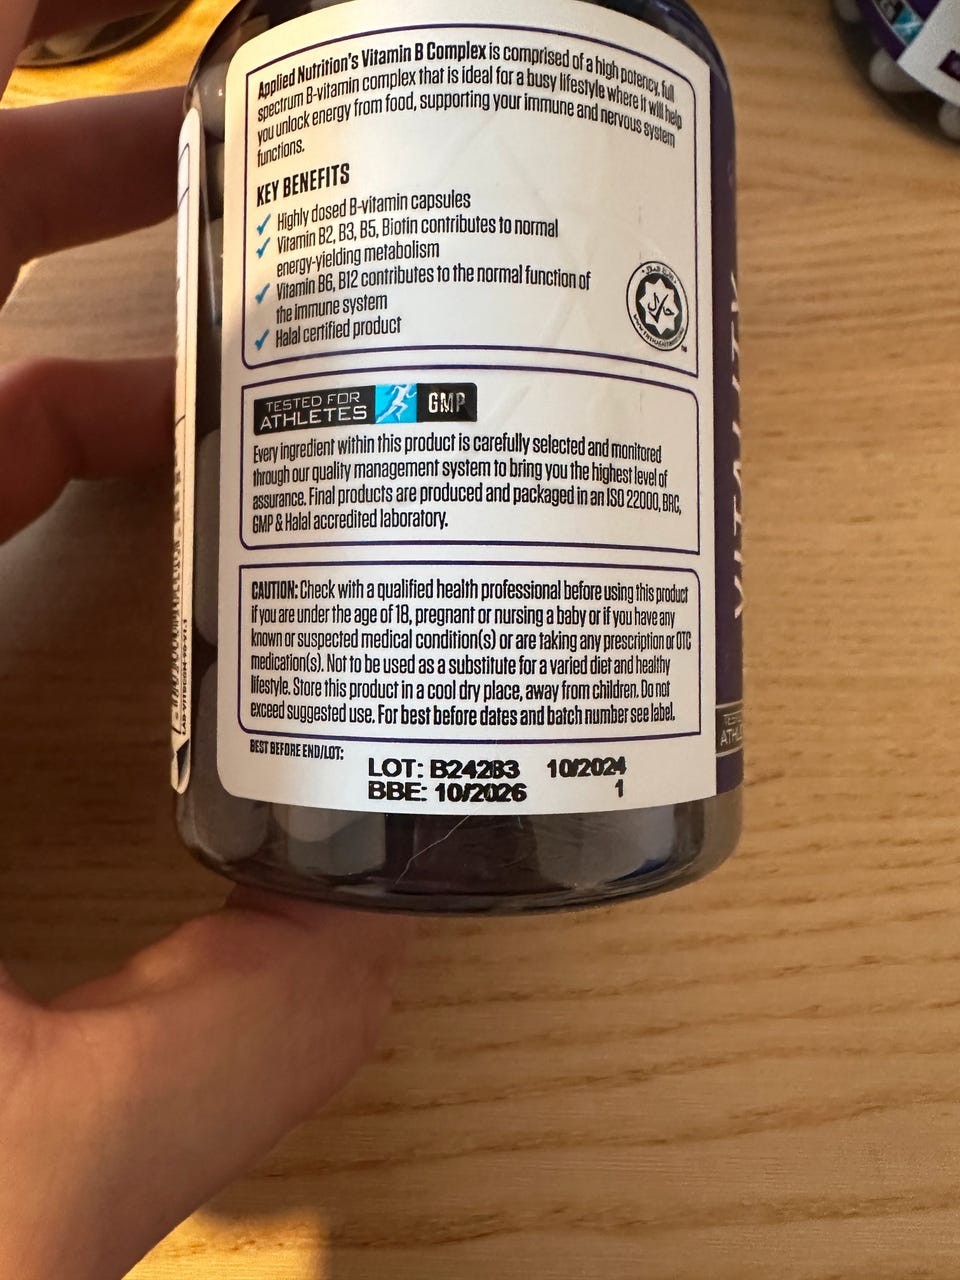 Applied Nutrition's Vitamin B Complex is comprised of a high potency, full
spectrum B-vitamin complex that is ideal for a busy lifestyle where it will help
you unlock energy from food, supporting your immune and nervous system
functions.
KEY BENEFITS
Highly dosed B-vitamin capsules
Vitamin B2, B3, B5, Biotin contributes to normal
energy-yielding metabolism
Vitamin B6, B12 contributes to the normal function of
the immune system
Halal certified product
حلال
TESTED FOR
ATHLETES
GMP
Every ingredient within this product is carefully selected and monitored
through our quality management system to bring you the highest level of
assurance. Final products are produced and packaged in an ISO 22000, BRC,
GMP & Halal accredited laboratory.
CAUTION: Check with a qualified health professional before using this product
if you are under the age of 18, pregnant or nursing a baby or if you have any
known or suspected medical condition(s) or are taking any prescription or OTC
medication(s). Not to be used as a substitute for a varied diet and healthy
lifestyle. Store this product in a cool dry place, away from children. Do not
exceed suggested use. For best before dates and batch number see label.
BEST BEFORE END/LOT:
LOT: B24283 10/2024
BBE: 10/2026 1
VITALITY